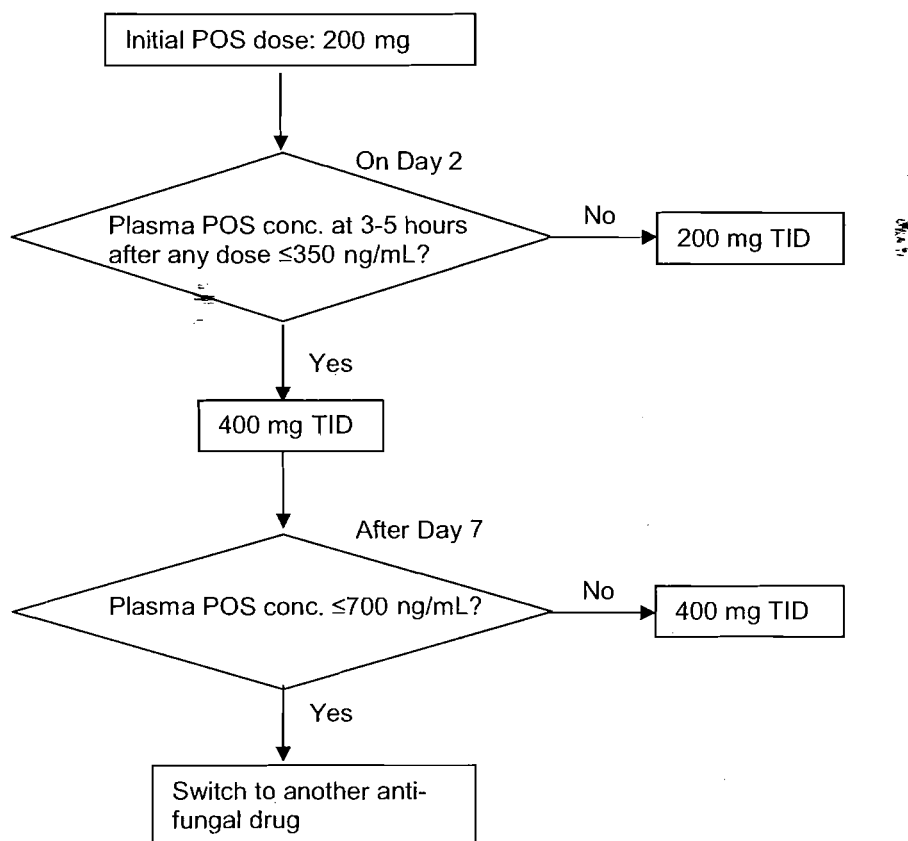 Initial POS dose: 200 mg
On Day 2
Plasma POS conc. at 3-5 hours
after any dose ≤350 ng/mL?
No
200 mg TID
Yes
400 mg TID
After Day 7
Plasma POS conc. ≤700 ng/mL?
No
400 mg TID
Yes
Switch to another anti-
fungal drug